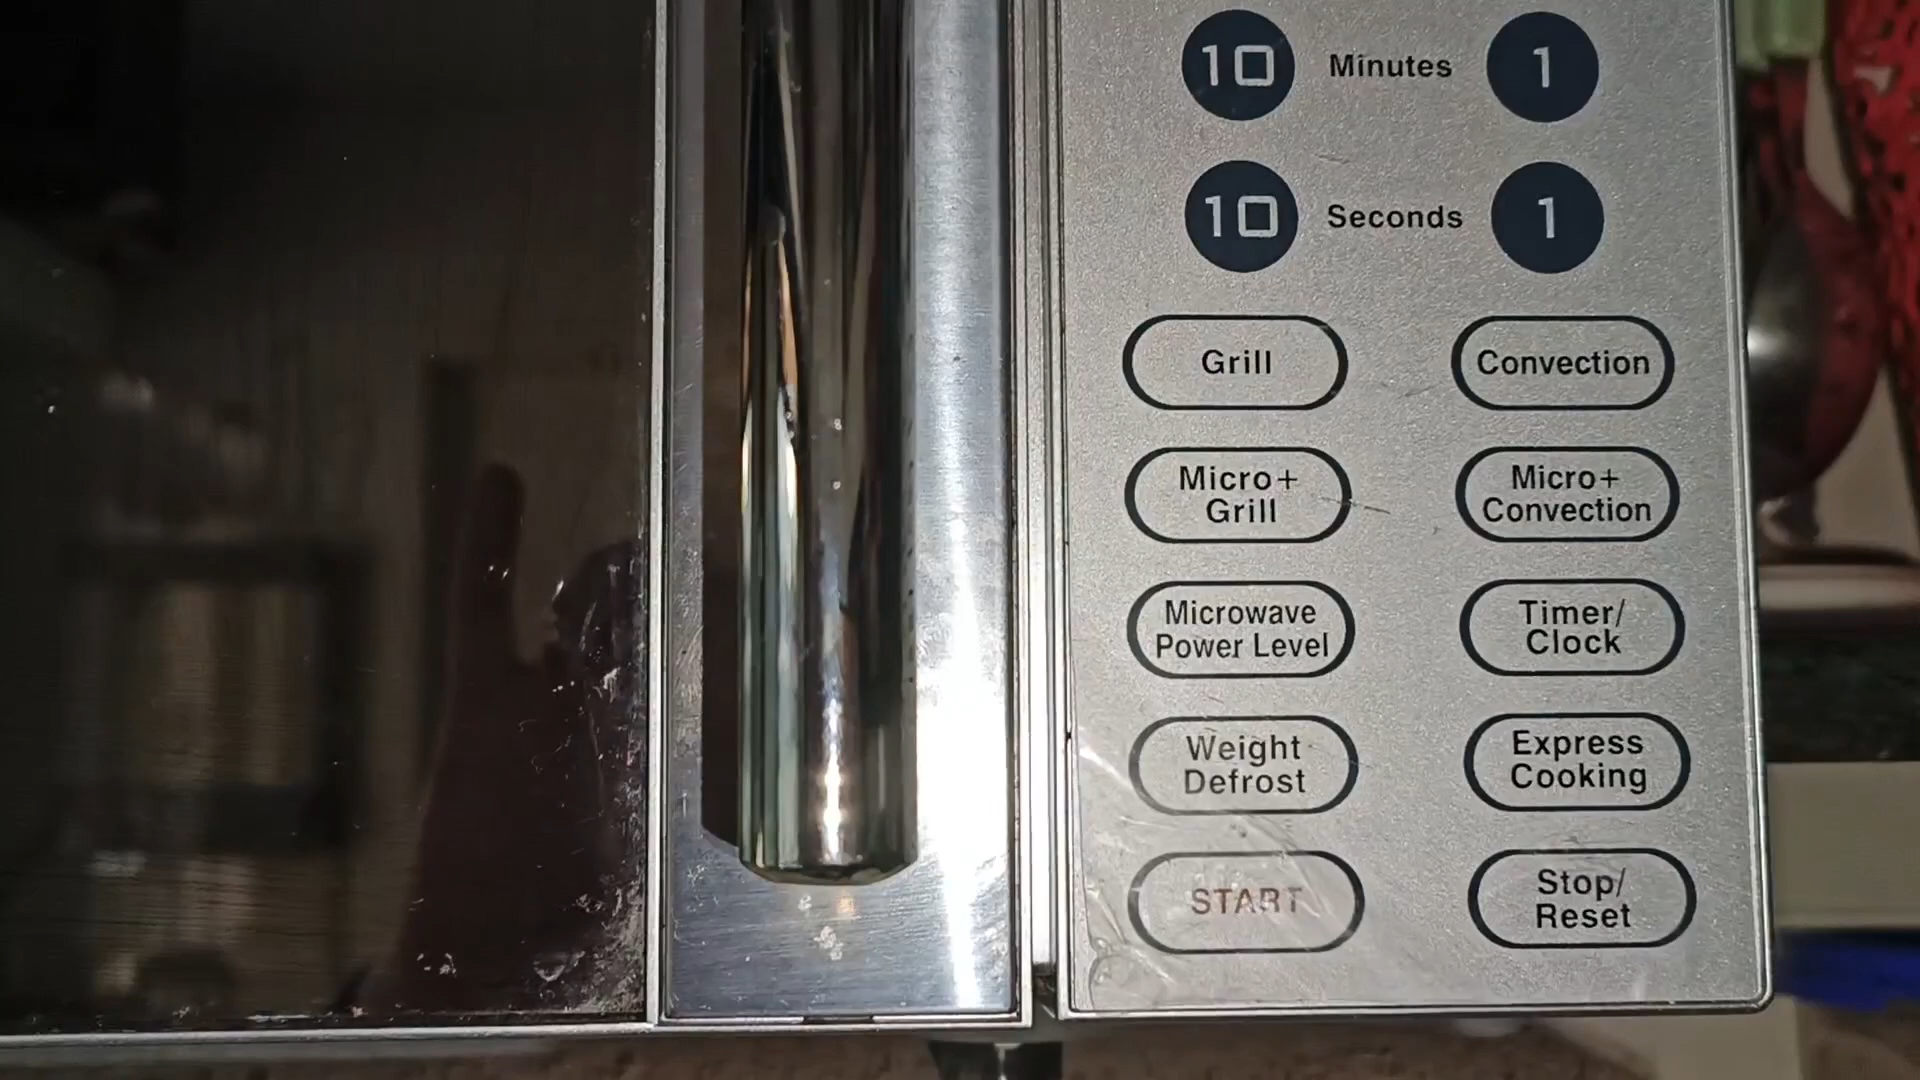 10 Minutes 1
10 Seconds 1
Grill
Convection
Micro+
Grill
Micro+
Convection
Microwave
Power Level
Timer/
Clock
Weight
Defrost
Express
Cooking
START
Stop/
Reset